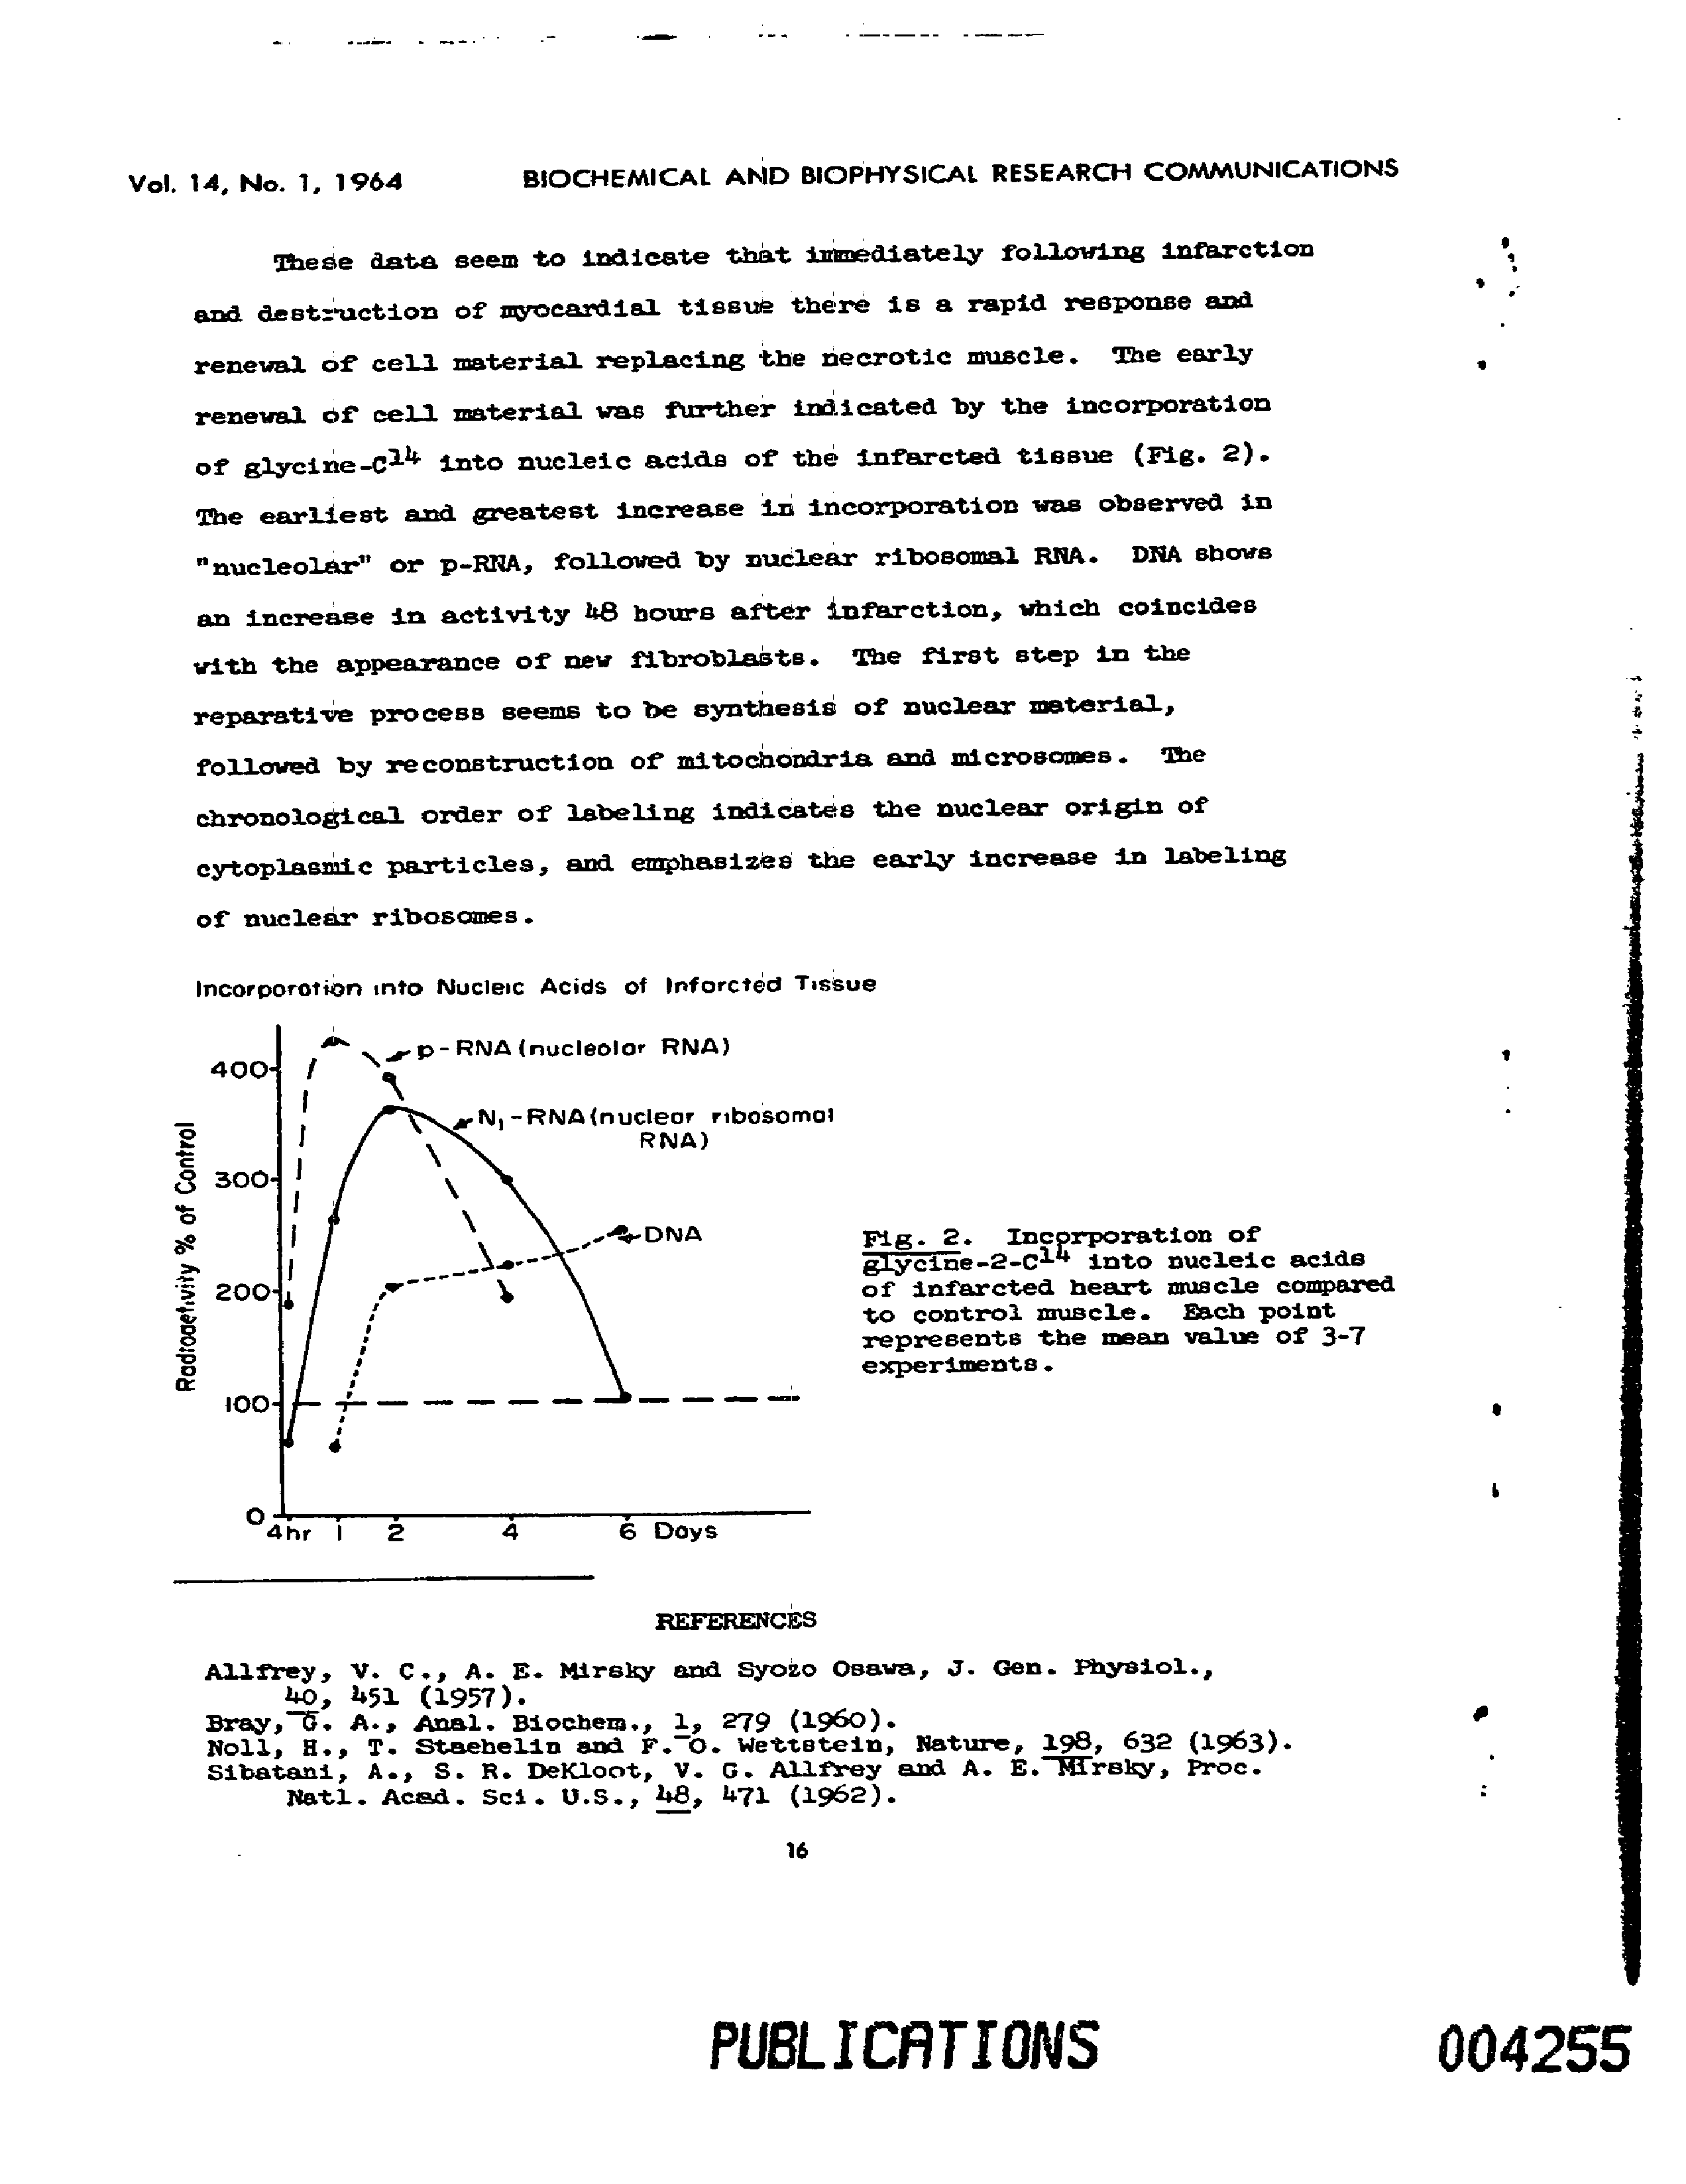 Vol. 14, No. 1, 1964 BIOCHEMICAL AND BIOPHYSICAL RESEARCH COMMUNICATIONS
These data seem to indicate that immediately following infarction
and destruction of myocardial tissue there is a rapid response and
renewal of cell material replacing the necrotic muscle. The early
renewal of cell material was further indicated by the incorporation
of glycine-C14 into nucleic acids of the infarcted tissue (Fig. 2).
The earliest and greatest increase in incorporation was observed in
"nucleolar" or p-RNA, followed by nuclear ribosomal RNA. DNA shows
an increase in activity 48 hours after infarction, which coincides
with the appearance of new fibroblasts. The first step in the
reparative process seems to be synthesis of nuclear material,
followed by reconstruction of mitochondria and microsomes. The
chronological order of labeling indicates the nuclear origin of
cytoplasmic particles, and emphasizes the early increase in labeling
of nuclear ribosomes.
Incorporation into Nucleic Acids of Infarcted Tissue
Radioactivity % of Control
400
300
200
100
0
4hr 1 2 4 6 Days
p-RNA (nucleolar RNA)
N1-RNA (nuclear ribosomal
RNA)
DNA
Fig. 2. Incorporation of
glycine-2-C14 into nucleic acids
of infarcted heart muscle compared
to control muscle. Each point
represents the mean value of 3-7
experiments.
REFERENCES
Allfrey, V. C., A. E. Mirsky and Syozo Osawa, J. Gen. Physiol.,
40, 451 (1957).
Bray, G. A., Anal. Biochem., 1, 279 (1960).
Noll, H., T. Staehelin and F. O. Wettstein, Nature, 198, 632 (1963).
Sibatani, A., S. R. DeKloot, V. G. Allfrey and A. E. Mirsky, Proc.
Natl. Acad. Sci. U.S., 48, 471 (1962).
16
PUBLICATIONS 004255